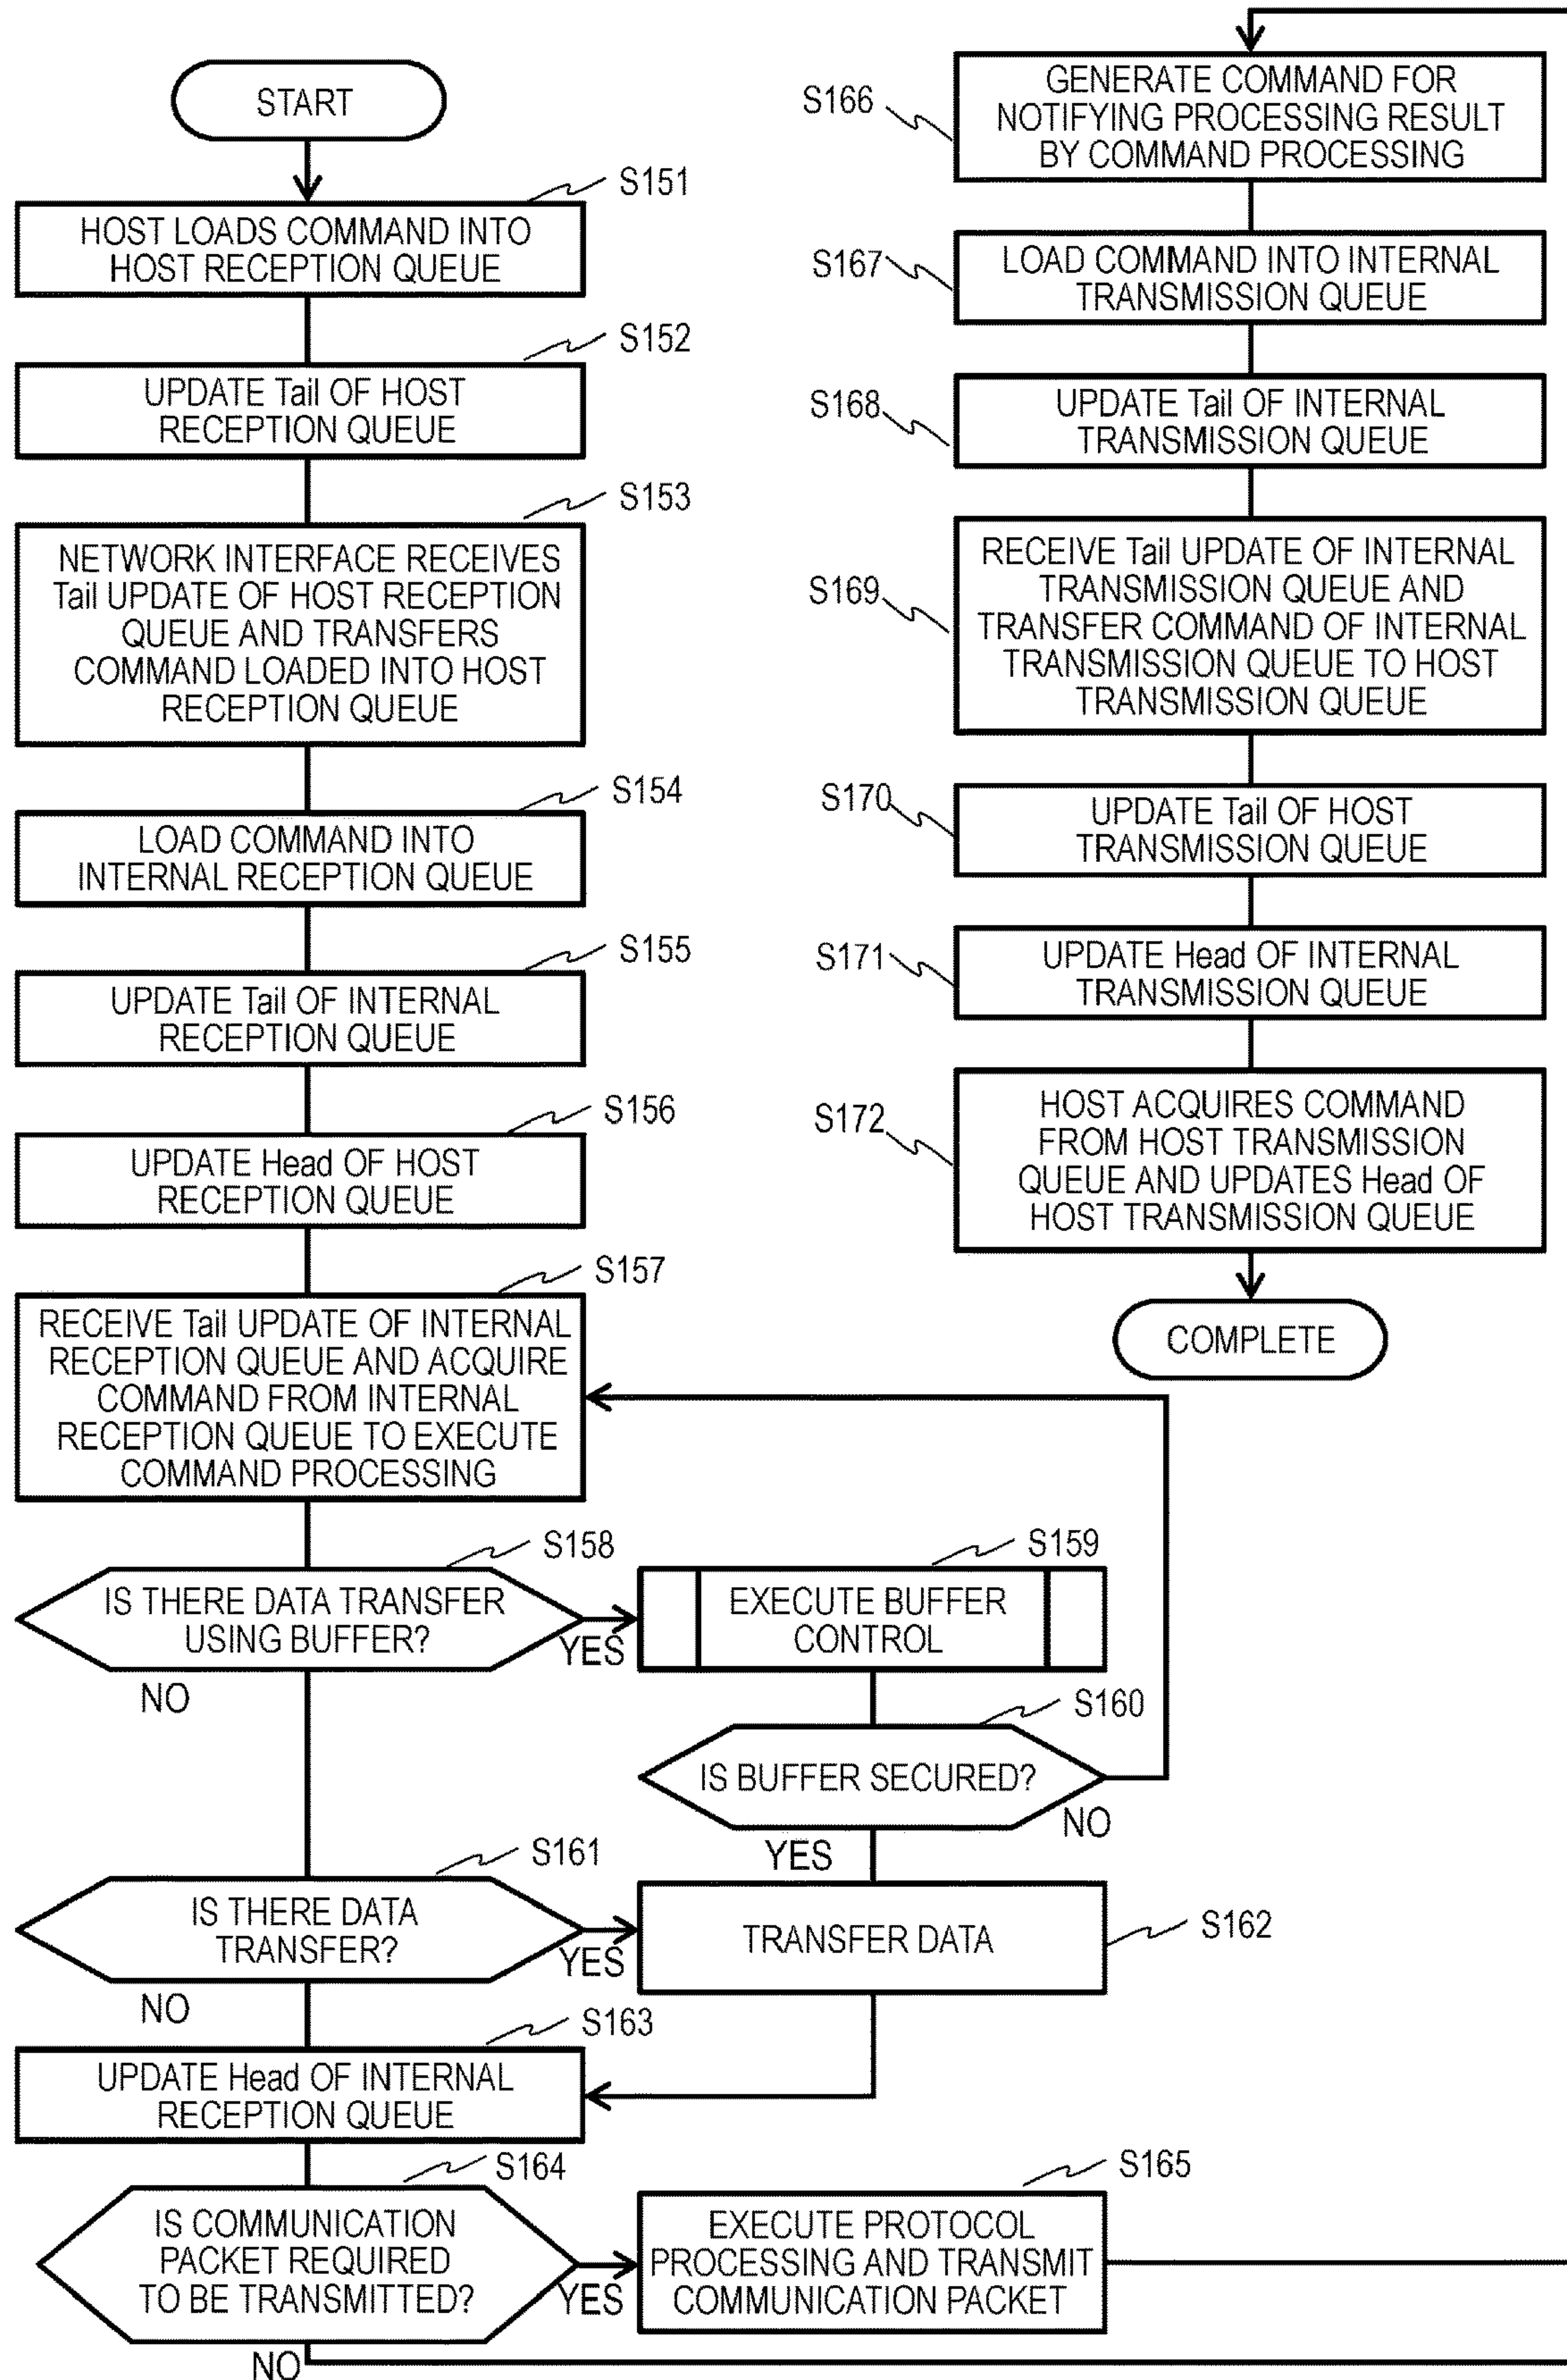 START
S151
HOST LOADS COMMAND INTO
HOST RECEPTION QUEUE
S152
UPDATE Tail OF HOST
RECEPTION QUEUE
S153
NETWORK INTERFACE RECEIVES
Tail UPDATE OF HOST RECEPTION
QUEUE AND TRANSFERS
COMMAND LOADED INTO HOST
RECEPTION QUEUE
S154
LOAD COMMAND INTO
INTERNAL RECEPTION QUEUE
S155
UPDATE Tail OF INTERNAL
RECEPTION QUEUE
S156
UPDATE Head OF HOST
RECEPTION QUEUE
S157
RECEIVE Tail UPDATE OF INTERNAL
RECEPTION QUEUE AND ACQUIRE
COMMAND FROM INTERNAL
RECEPTION QUEUE TO EXECUTE
COMMAND PROCESSING
S158
IS THERE DATA TRANSFER
USING BUFFER?
YES
NO
S159
EXECUTE BUFFER
CONTROL
S160
IS BUFFER SECURED?
NO
YES
S161
IS THERE DATA
TRANSFER?
YES
NO
TRANSFER DATA
S162
S163
UPDATE Head OF INTERNAL
RECEPTION QUEUE
S164
IS COMMUNICATION
PACKET REQUIRED
TO BE TRANSMITTED?
YES
NO
S165
EXECUTE PROTOCOL
PROCESSING AND TRANSMIT
COMMUNICATION PACKET
S166
GENERATE COMMAND FOR
NOTIFYING PROCESSING RESULT
BY COMMAND PROCESSING
S167
LOAD COMMAND INTO INTERNAL
TRANSMISSION QUEUE
S168
UPDATE Tail OF INTERNAL
TRANSMISSION QUEUE
S169
RECEIVE Tail UPDATE OF INTERNAL
TRANSMISSION QUEUE AND
TRANSFER COMMAND OF INTERNAL
TRANSMISSION QUEUE TO HOST
TRANSMISSION QUEUE
S170
UPDATE Tail OF HOST
TRANSMISSION QUEUE
S171
UPDATE Head OF INTERNAL
TRANSMISSION QUEUE
S172
HOST ACQUIRES COMMAND
FROM HOST TRANSMISSION
QUEUE AND UPDATES Head OF
HOST TRANSMISSION QUEUE
COMPLETE